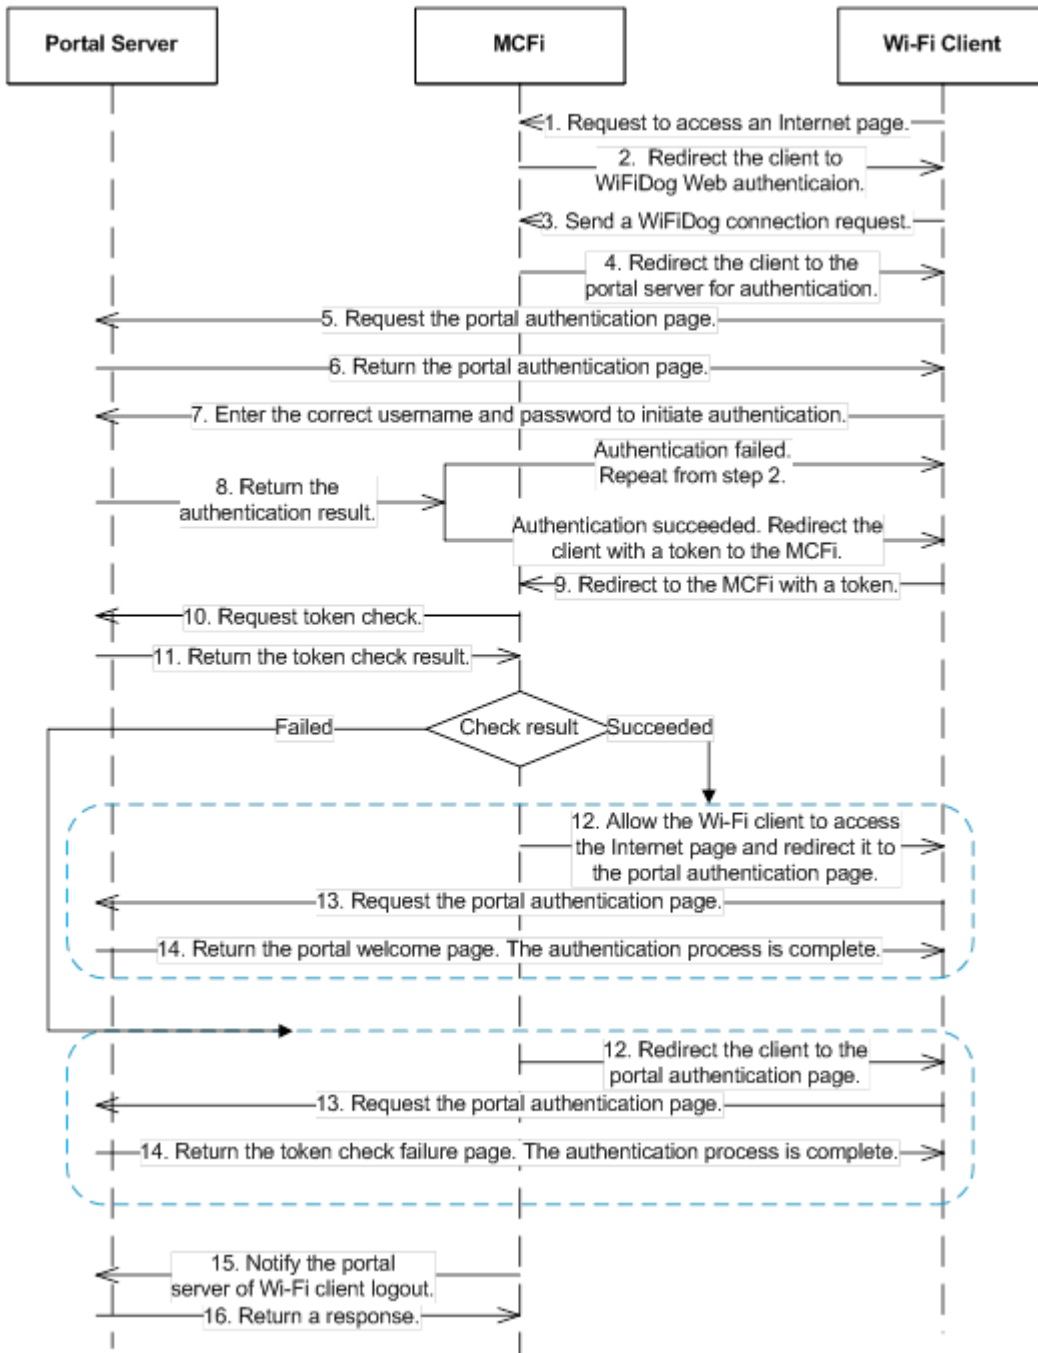 Portal Server
MCFi
Wi-Fi Client
1. Request to access an Internet page.
2. Redirect the client to
WiFiDog Web authenticaion.
3. Send a WiFiDog connection request.
4. Redirect the client to the
portal server for authentication.
5. Request the portal authentication page.
6. Return the portal authentication page.
7. Enter the correct username and password to initiate authentication.
Authentication failed.
Repeat from step 2.
8. Return the
authentication result.
Authentication succeeded. Redirect the
client with a token to the MCFi.
9. Redirect to the MCFi with a token.
10. Request token check.
11. Return the token check result.
Failed
Check result
Succeeded
12. Allow the Wi-Fi client to access
the Internet page and redirect it to
the portal authentication page.
13. Request the portal authentication page.
14. Return the portal welcome page. The authentication process is complete.
12. Redirect the client to the
portal authentication page.
13. Request the portal authentication page.
14. Return the token check failure page. The authentication process is complete.
15. Notify the portal
server of Wi-Fi client logout.
16. Return a response.